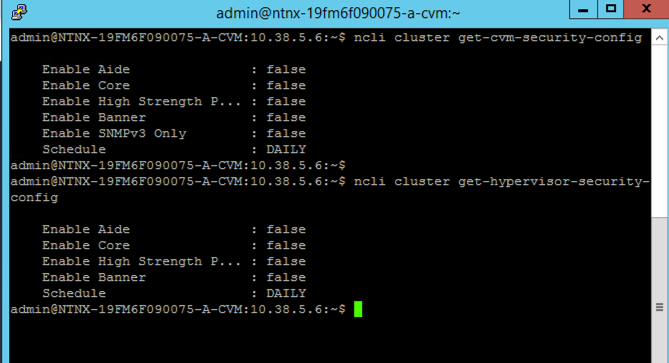 admin@ntnx-19fm6f090075-a-cvm:~
admin@NTNX-19FM6F090075-A-CVM:10.38.5.6:~$ ncli cluster get-cvm-security-config
Enable Aide : false
Enable Core : false
Enable High Strength P... : false
Enable Banner : false
Enable SNMPv3 Only : false
Schedule : DAILY
admin@NTNX-19FM6F090075-A-CVM:10.38.5.6:~$
admin@NTNX-19FM6F090075-A-CVM:10.38.5.6:~$ ncli cluster get-hypervisor-security-
config
Enable Aide : false
Enable Core : false
Enable High Strength P... : false
Enable Banner : false
Schedule : DAILY
admin@NTNX-19FM6F090075-A-CVM:10.38.5.6:~$